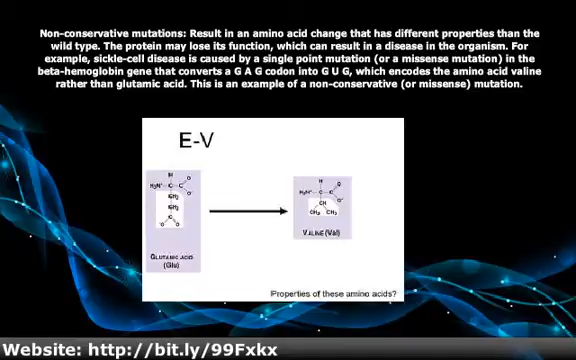 Non-conservative mutations: Result in an amino acid change that has different properties than the
wild type. The protein may lose its function, which can result in a disease in the organism. For
example, sickle-cell disease is caused by a single point mutation (or a missense mutation) in the
beta-hemoglobin gene that converts a G A G codon into G U G, which encodes the amino acid valine
rather than glutamic acid. This is an example of a non-conservative (or missense) mutation.
E-V
H
H₃N⁺ C C O
O⁻
CH₂
CH₂
C
⁻O O
GLUTAMIC ACID
(Glu)
H
H₃N⁺ C C O
O⁻
CH
CH₃ CH₃
VALINE (Val)
Properties of these amino acids?
Website: http://bit.ly/99Fxkx